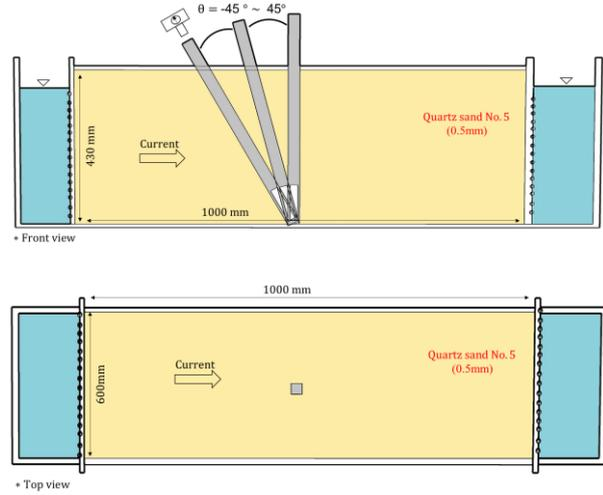 θ = -45 ° ~ 45°
Quartz sand No. 5
(0.5mm)
Current
430 mm
1000 mm
* Front view
1000 mm
Quartz sand No. 5
(0.5mm)
Current
600mm
* Top view